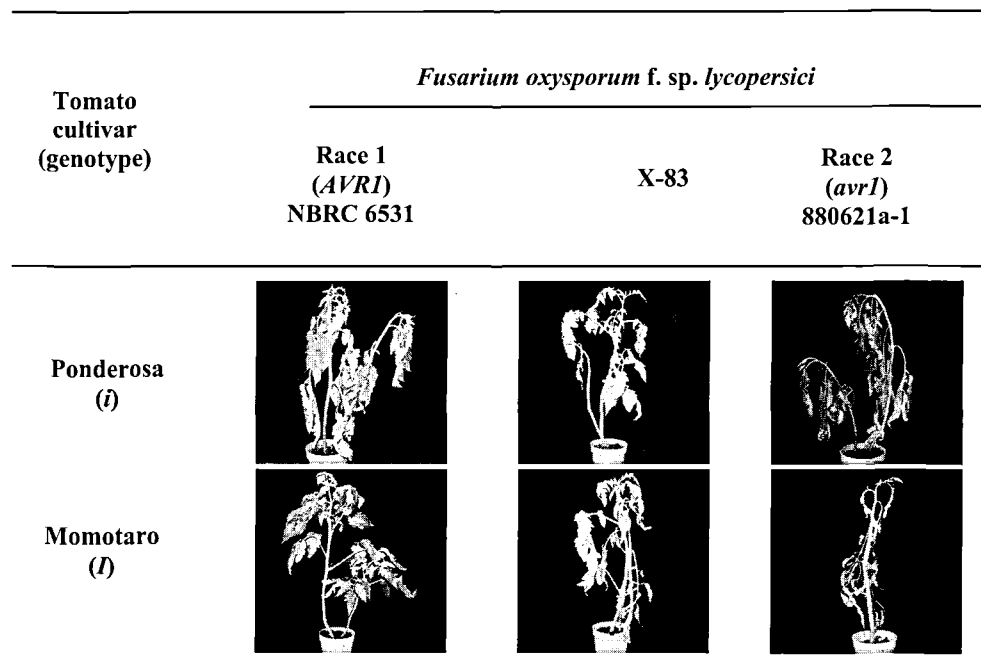 Fusarium oxysporum f. sp. lycopersici
Tomato
cultivar
(genotype)
Race 1
(AVR1)
NBRC 6531
X-83
Race 2
(avr1)
880621a-1
Ponderosa
(i)
Momotaro
(I)